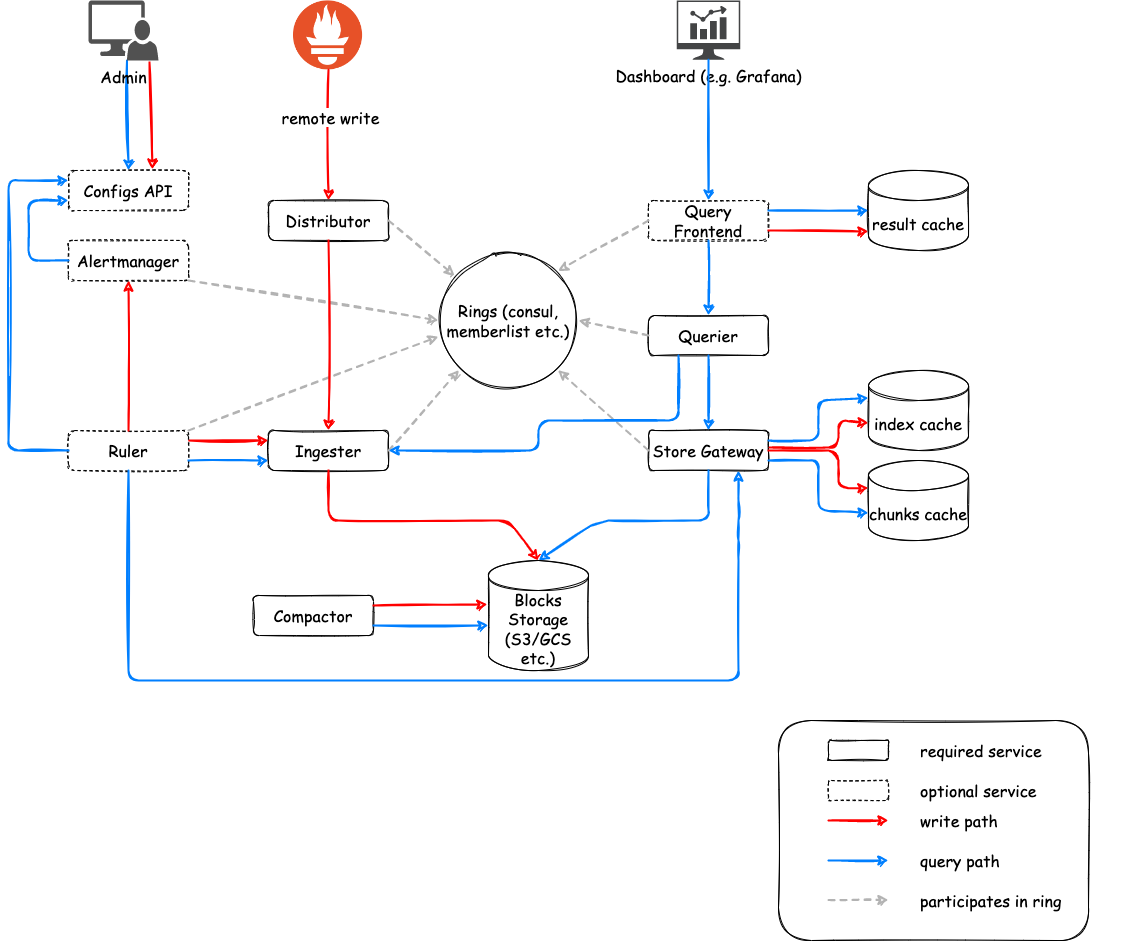 Admin
Dashboard (e.g. Grafana)
remote write
Configs API
Distributor
Query
Frontend
result cache
Alertmanager
Rings (consul,
memberlist etc.)
Querier
index cache
Ruler
Ingester
Store Gateway
chunks cache
Compactor
Blocks
Storage
(S3/GCS
etc.)
required service
optional service
write path
query path
participates in ring